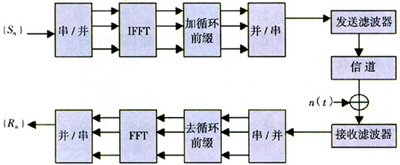 {Sn}
串/并
IFFT
加循环
前缀
并/串
发送滤波器
信道
n(t)
接收滤波器
串/并
去循环
前缀
FFT
并/串
{Rn}